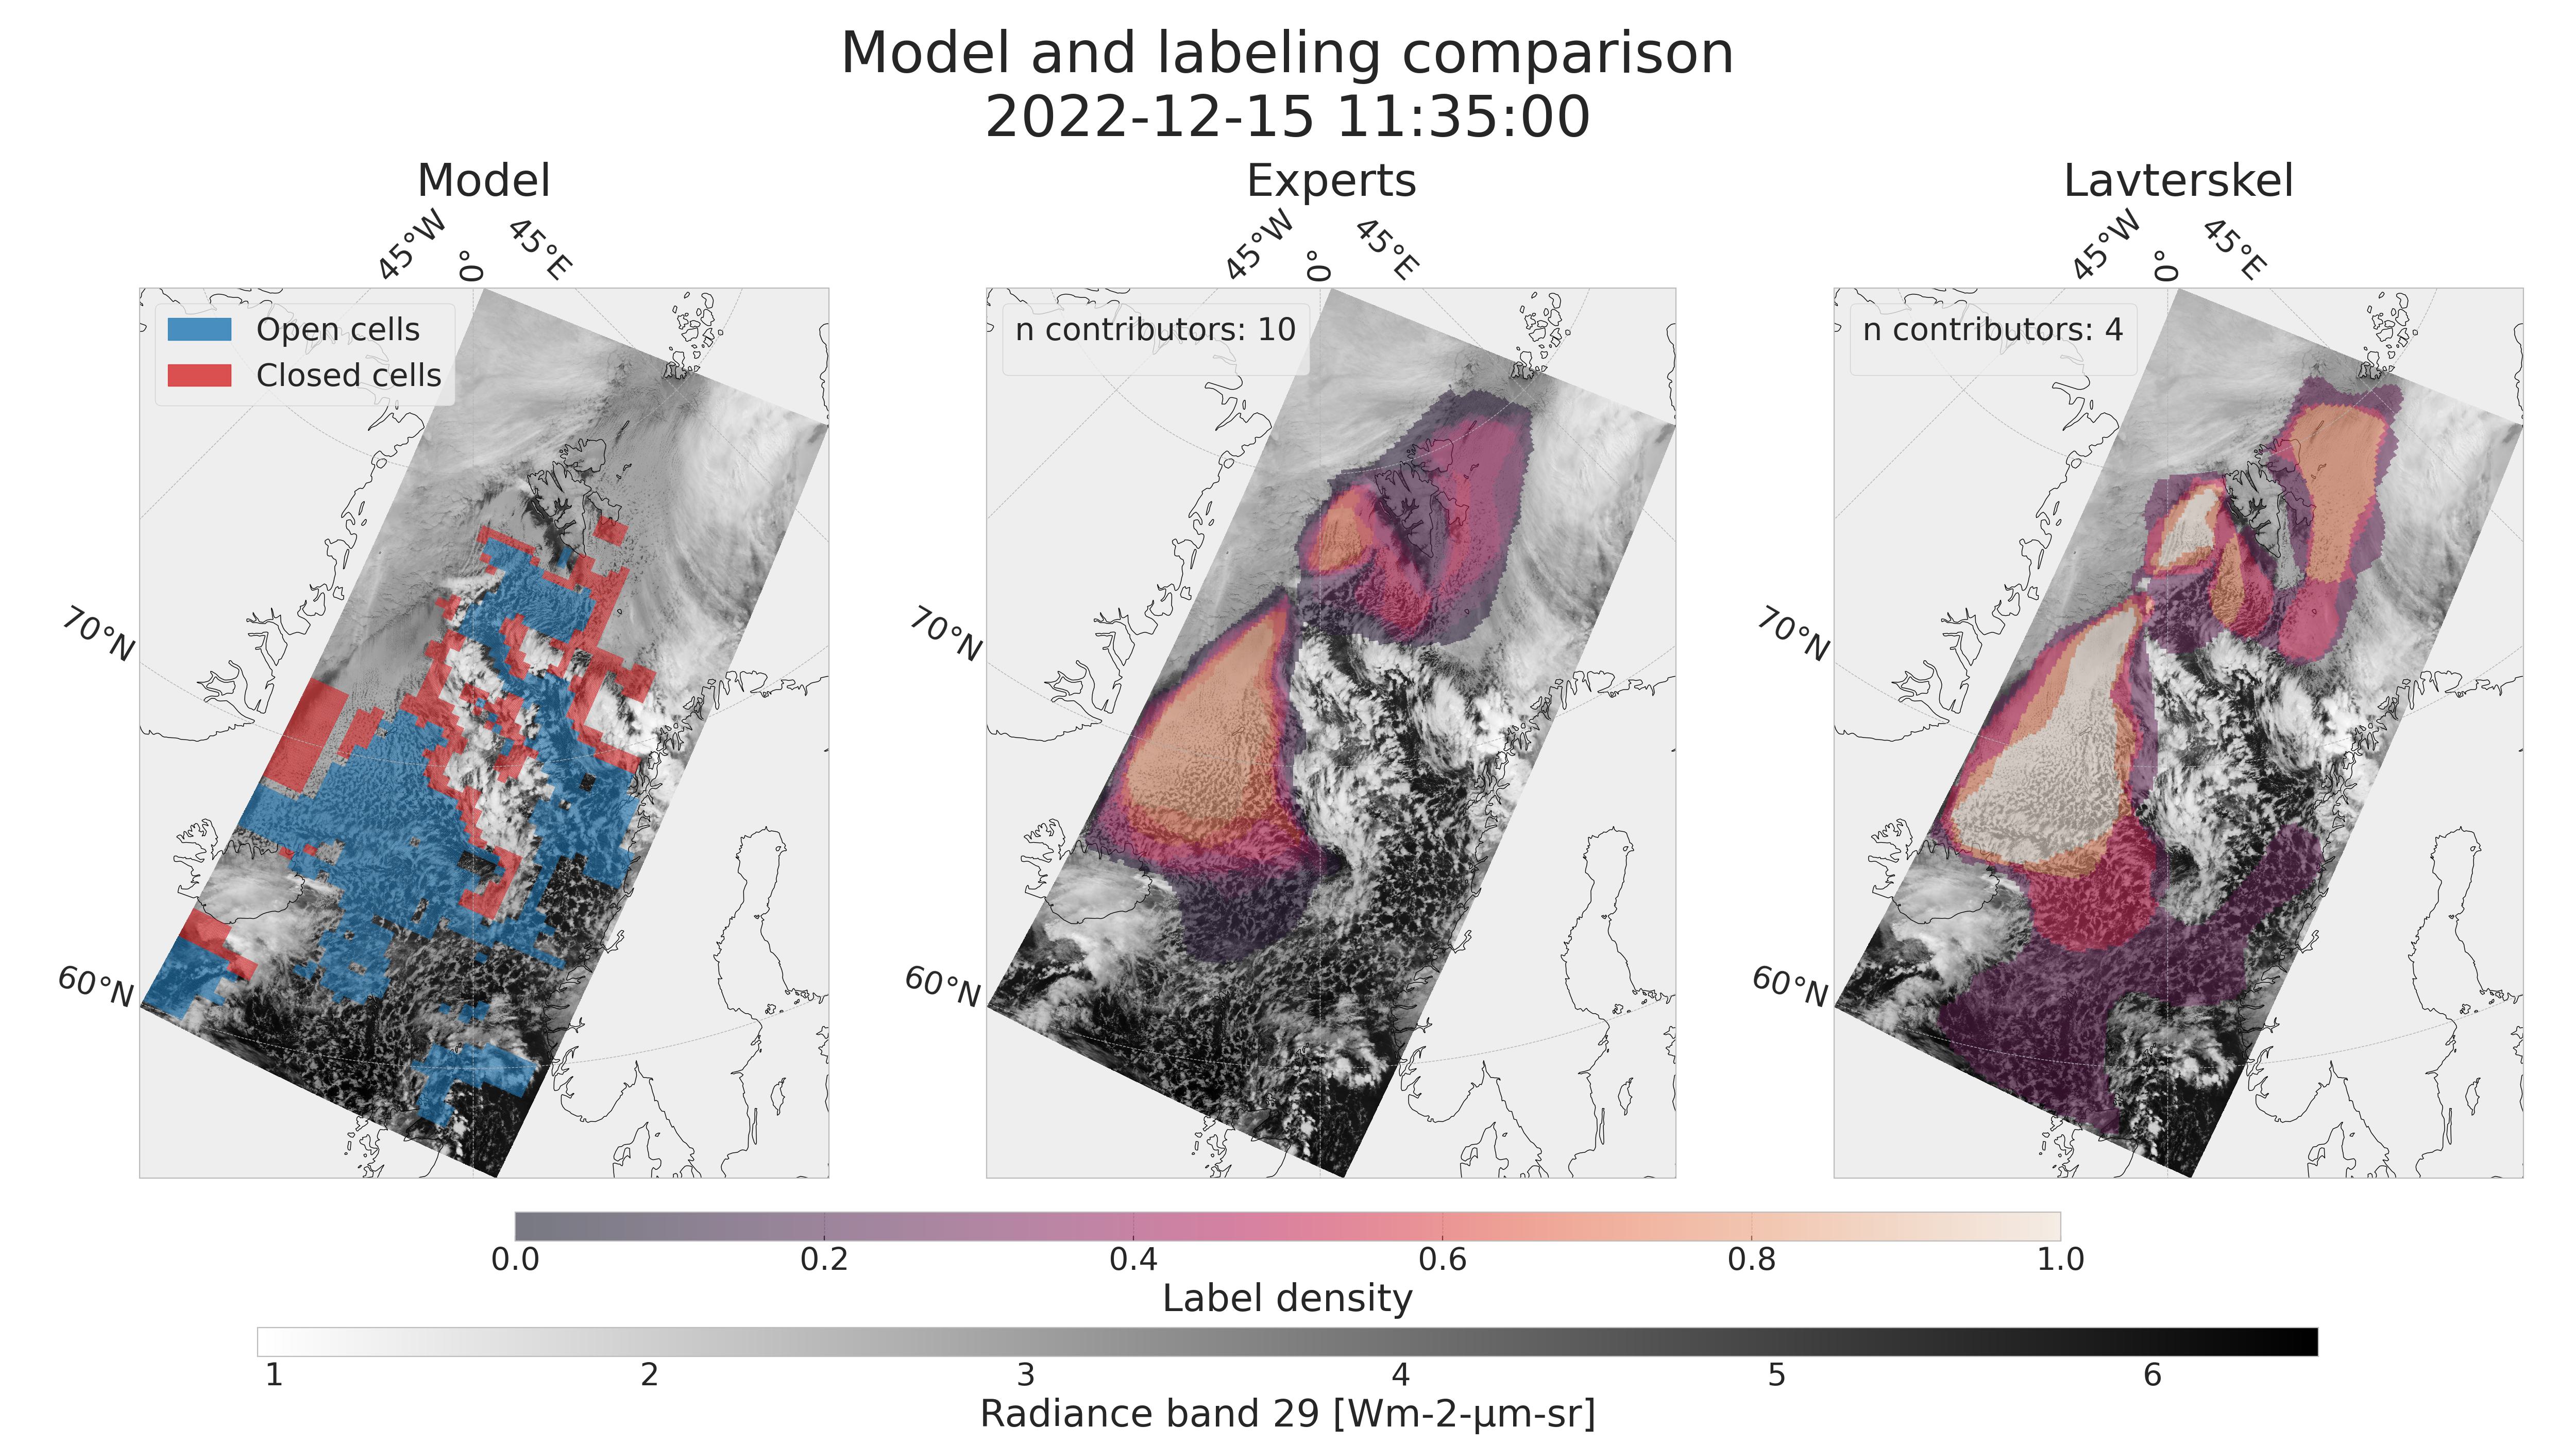 Model and labeling comparison
2022-12-15 11:35:00
Model
Experts
Lavterskel
45°W
0°
45°E
45°W
0°
45°E
45°W
0°
45°E
Open cells
Closed cells
n contributors: 10
n contributors: 4
70°N
60°N
70°N
60°N
70°N
60°N
0.0 0.2 0.4 0.6 0.8 1.0
Label density
1 2 3 4 5 6
Radiance band 29 [Wm-2-μm-sr]